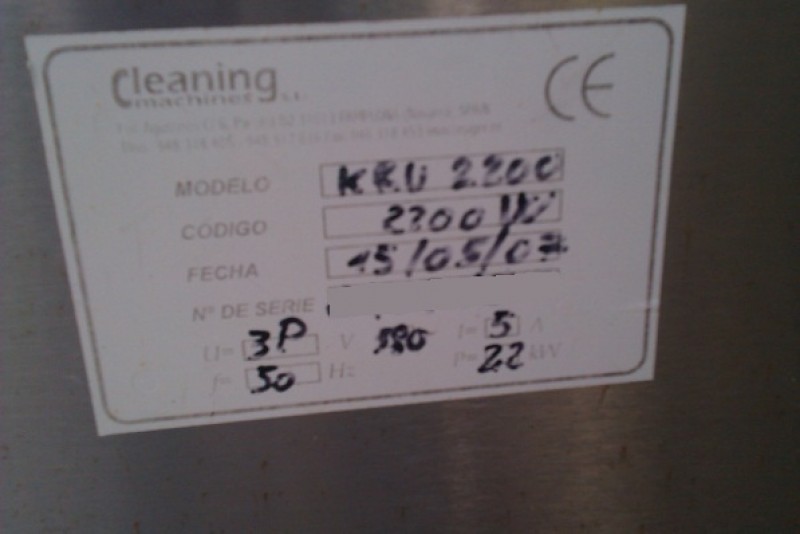 Cleaning
machines S.L.
CE
MODELO KRU 2200
CÓDIGO 2200
FECHA 15/05/07
Nº DE SERIE
U= 3P V 380 I= 5 A
f= 50 Hz P= 22 kW